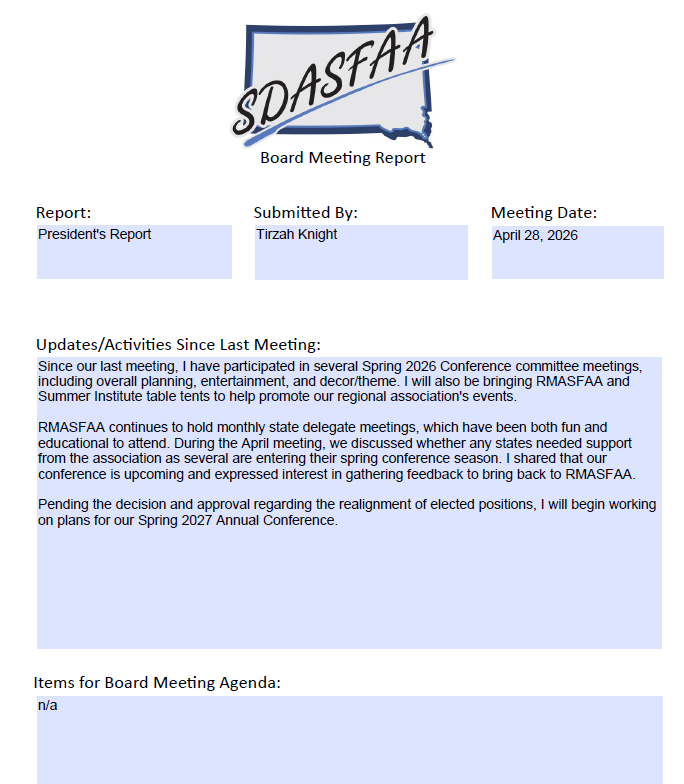 SDASFAA
Board Meeting Report
Report:
Submitted By:
Meeting Date:
President's Report
Tirzah Knight
April 28, 2026
Updates/Activities Since Last Meeting:
Since our last meeting, I have participated in several Spring 2026 Conference committee meetings,
including overall planning, entertainment, and decor/theme. I will also be bringing RMASFAA and
Summer Institute table tents to help promote our regional association's events.
RMASFAA continues to hold monthly state delegate meetings, which have been both fun and
educational to attend. During the April meeting, we discussed whether any states needed support
from the association as several are entering their spring conference season. I shared that our
conference is upcoming and expressed interest in gathering feedback to bring back to RMASFAA.
Pending the decision and approval regarding the realignment of elected positions, I will begin working
on plans for our Spring 2027 Annual Conference.
Items for Board Meeting Agenda:
n/a